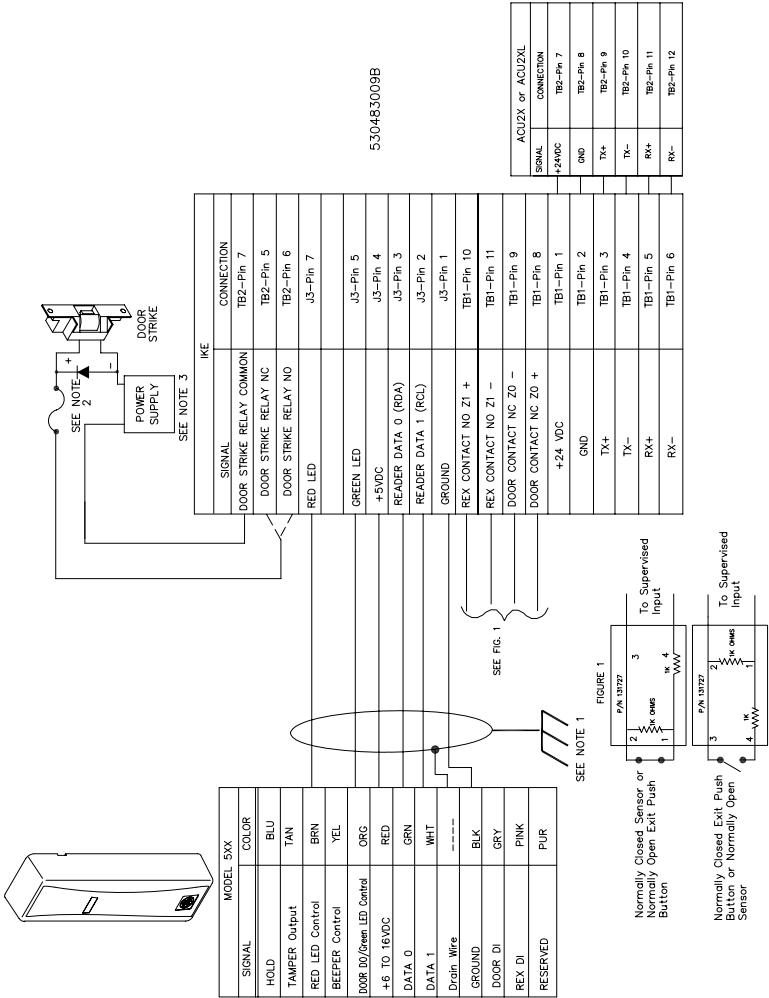 530483009B
ACU2X or ACU2XL
SIGNAL CONNECTION
+24VDC TB2-Pin 7
GND TB2-Pin 8
TX+ TB2-Pin 9
TX- TB2-Pin 10
RX+ TB2-Pin 11
RX- TB2-Pin 12
DOOR
STRIKE
+
-
SEE NOTE
2
POWER
SUPPLY
SEE NOTE 3
IKE
SIGNAL CONNECTION
DOOR STRIKE RELAY COMMON TB2-Pin 7
DOOR STRIKE RELAY NC TB2-Pin 5
DOOR STRIKE RELAY NO TB2-Pin 6
RED LED J3-Pin 7
GREEN LED J3-Pin 5
+5VDC J3-Pin 4
READER DATA 0 (RDA) J3-Pin 3
READER DATA 1 (RCL) J3-Pin 2
GROUND J3-Pin 1
REX CONTACT NO Z1 + TB1-Pin 10
REX CONTACT NO Z1 - TB1-Pin 11
DOOR CONTACT NC Z0 - TB1-Pin 9
DOOR CONTACT NC Z0 + TB1-Pin 8
+24 VDC TB1-Pin 1
GND TB1-Pin 2
TX+ TB1-Pin 3
TX- TB1-Pin 4
RX+ TB1-Pin 5
RX- TB1-Pin 6
SEE FIG. 1
SEE NOTE 1
MODEL 5XX
SIGNAL COLOR
HOLD BLU
TAMPER Output TAN
RED LED Control BRN
BEEPER Control YEL
DOOR DO/Green LED Control ORG
+6 TO 16VDC RED
DATA 0 GRN
DATA 1 WHT
Drain Wire ----
GROUND BLK
DOOR DI GRY
REX DI PINK
RESERVED PUR
FIGURE 1
P/N 131727
2
3
1K OHMS
1
1K 4
To Supervised
Input
Normally Closed Sensor or
Normally Open Exit Push
Button
P/N 131727
3
2
1K OHMS
4
1K
1
To Supervised
Input
Normally Closed Exit Push
Button or Normally Open
Sensor